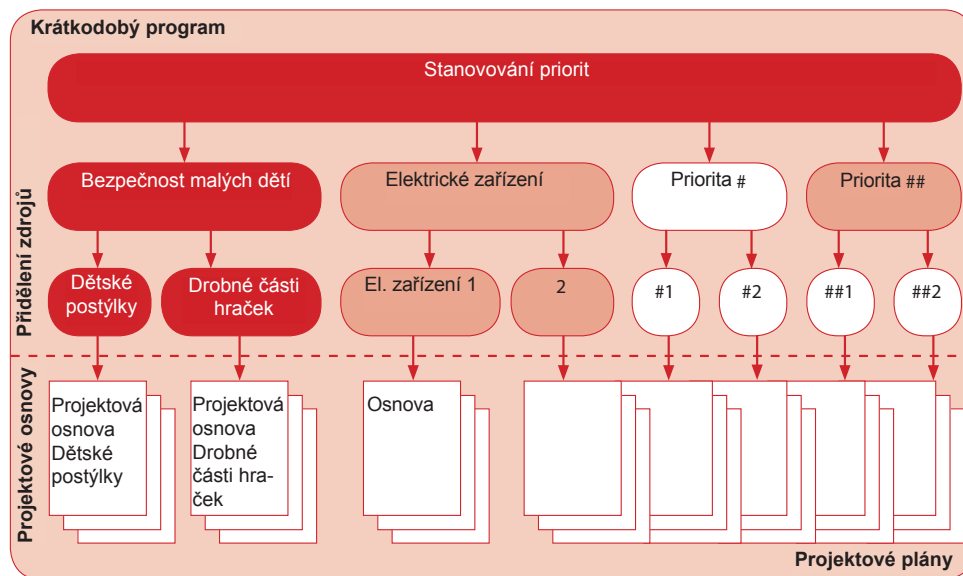 Krátkodobý program
Stanovování priorit
Přidělení zdrojů
Bezpečnost malých dětí
Elektrické zařízení
Priorita #
Priorita ##
Dětské
postýlky
Drobné části
hraček
El. zařízení 1
2
#1
#2
##1
##2
Projektové osnovy
Projektová
osnova
Dětské
postýlky
Projektová
osnova
Drobné
části hra-
ček
Osnova
Projektové plány